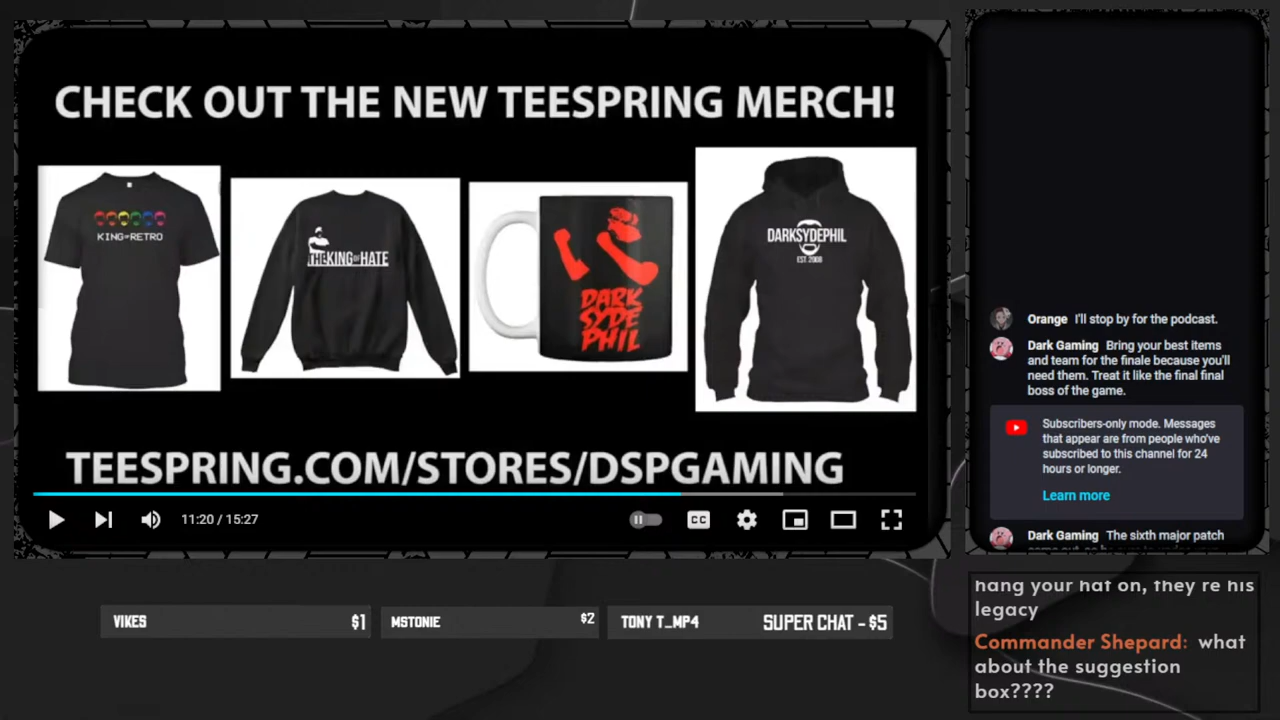 CHECK OUT THE NEW TEESPRING MERCH!
KING OF RETRO
THE KING OF HATE
DARK
SYDE
PHIL
DARKSYDEPHIL
EST. 2008
TEESPRING.COM/STORES/DSPGAMING
11:20 / 15:27
CC
Orange I'll stop by for the podcast.
Dark Gaming Bring your best items
and team for the finale because you'll
need them. Treat it like the final final
boss of the game.
Subscribers-only mode. Messages
that appear are from people who've
subscribed to this channel for 24
hours or longer.
Learn more
Dark Gaming The sixth major patch
VIKES $1
MSTONIE $2
TONY T_MP4 SUPER CHAT - $5
hang your hat on, they re his
legacy
Commander Shepard: what
about the suggestion
box????